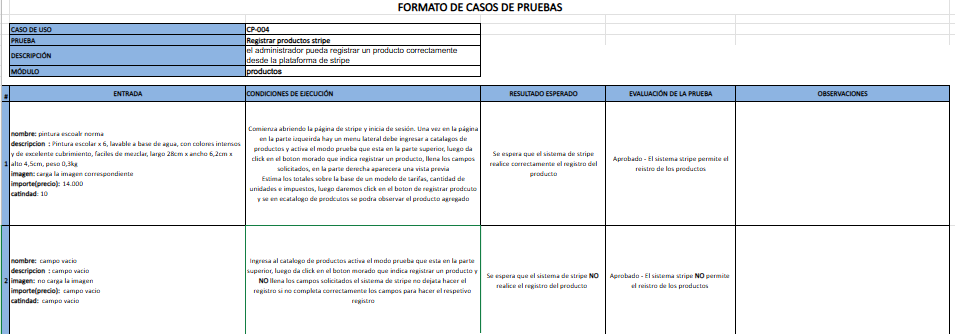 FORMATO DE CASOS DE PRUEBAS
CASO DE USO
CP-004
PRUEBA
Registrar productos stripe
DESCRIPCIÓN
el administrador pueda registrar un producto correctamente
desde la plataforma de stripe
MÓDULO
productos
#
ENTRADA
CONDICIONES DE EJECUCIÓN
RESULTADO ESPERADO
EVALUACIÓN DE LA PRUEBA
OBSERVACIONES
1
nombre: pintura escoalr norma
descripcion : Pintura escolar x 6, lavable a base de agua, con colores intensos
y de excelente cubrimiento, faciles de mezclar, largo 28cm x ancho 6,2cm x
alto 4,5cm, peso 0,3kg
imagen: carga la imagen correspondiente
importe(precio): 14.000
catindad: 10
Comienza abriendo la página de stripe y inicia de sesión. Una vez en la página
en la parte izqueirda hay un menu lateral debe ingresar a catalagos de
productos y activa el modo prueba que esta en la parte superior, luego da
click en el boton morado que indica registrar un producto, llena los campos
solicitados, en la parte derecha aparecera una vista previa
Estima los totales sobre la base de un modelo de tarifas, cantidad de
unidades e impuestos, luego daremos click en el boton de registrar prodcuto
y se en ecatalogo de prodcutos se podra observar el producto agregado
Se espera que el sistema de stripe
realice correctamente el registro del
producto
Aprobado - El sistema stripe permite el
reistro de los productos
2
nombre: campo vacio
descripcion : campo vacio
imagen: no carga la imagen
importe(precio): campo vacio
catindad: campo vacio
Ingresa al catalogo de productos activa el modo prueba que esta en la parte
superior, luego da click en el boton morado que indica registrar un producto y
NO llena los campos solicitados el sistema de stripe no dejata hacer el
registro si no completa correctamente los campos para hacer el respetivo
registro
Se espera que el sistema de stripe NO
realice el registro del producto
Aprobado - El sistema stripe NO permite
el reistro de los productos